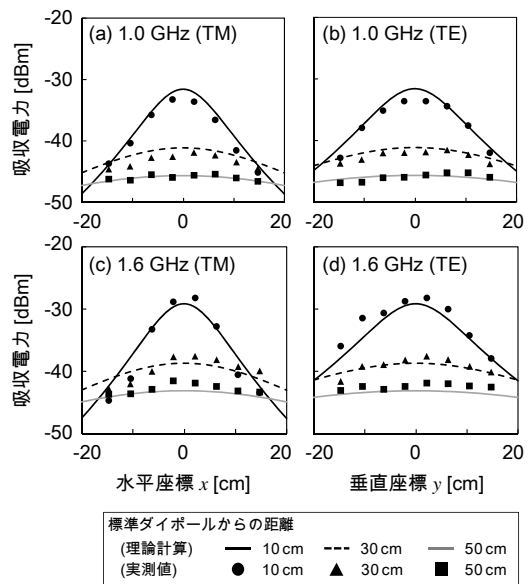 -20
(a) 1.0 GHz (TM)
(b) 1.0 GHz (TE)
-30
-40
-50
吸収電力 [dBm]
-20
0
20
-20
0
20
-20
(c) 1.6 GHz (TM)
(d) 1.6 GHz (TE)
-30
-40
-50
吸収電力 [dBm]
-20
0
20
-20
0
20
水平座標 x [cm]
垂直座標 y [cm]
標準ダイポールからの距離
(理論計算) 10 cm 30 cm 50 cm
(実測値) 10 cm 30 cm 50 cm